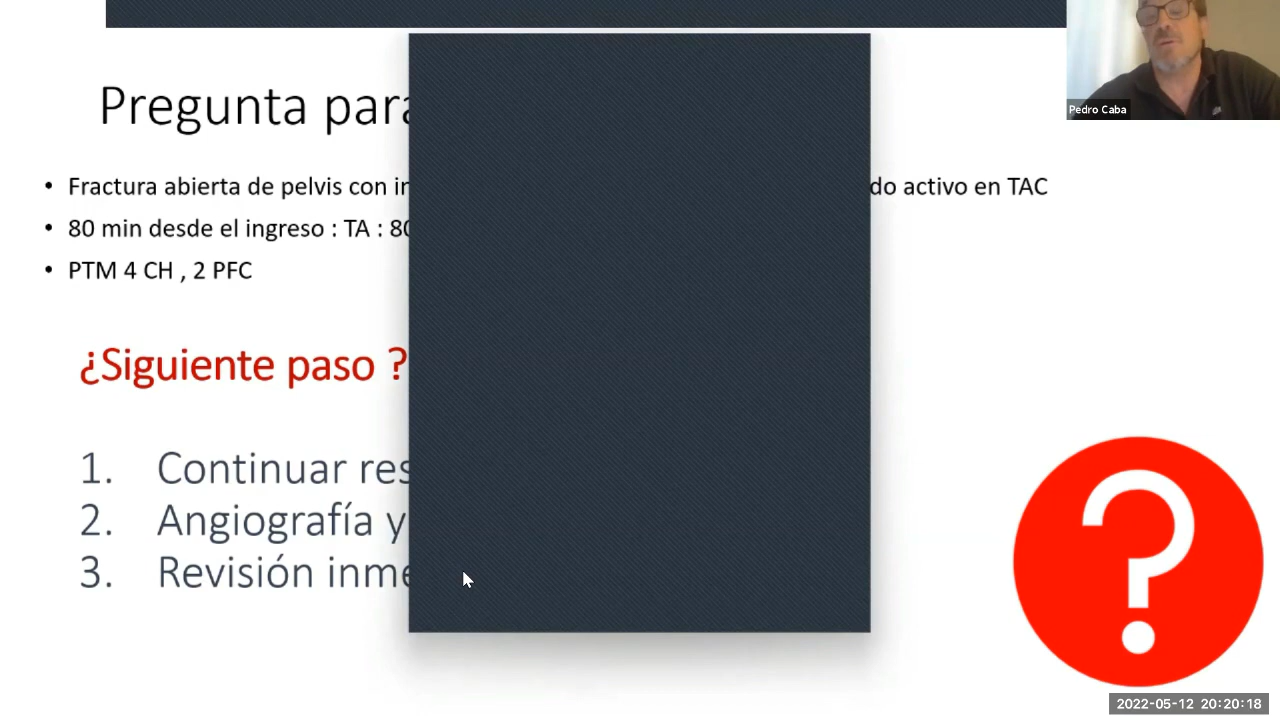 Pregunta para
Fractura abierta de pelvis con in do activo en TAC
80 min desde el ingreso : TA : 80
PTM 4 CH , 2 PFC
¿Siguiente paso ?
1. Continuar res
2. Angiografía y
3. Revisión inme
Pedro Caba
2022-05-12 20:20:18